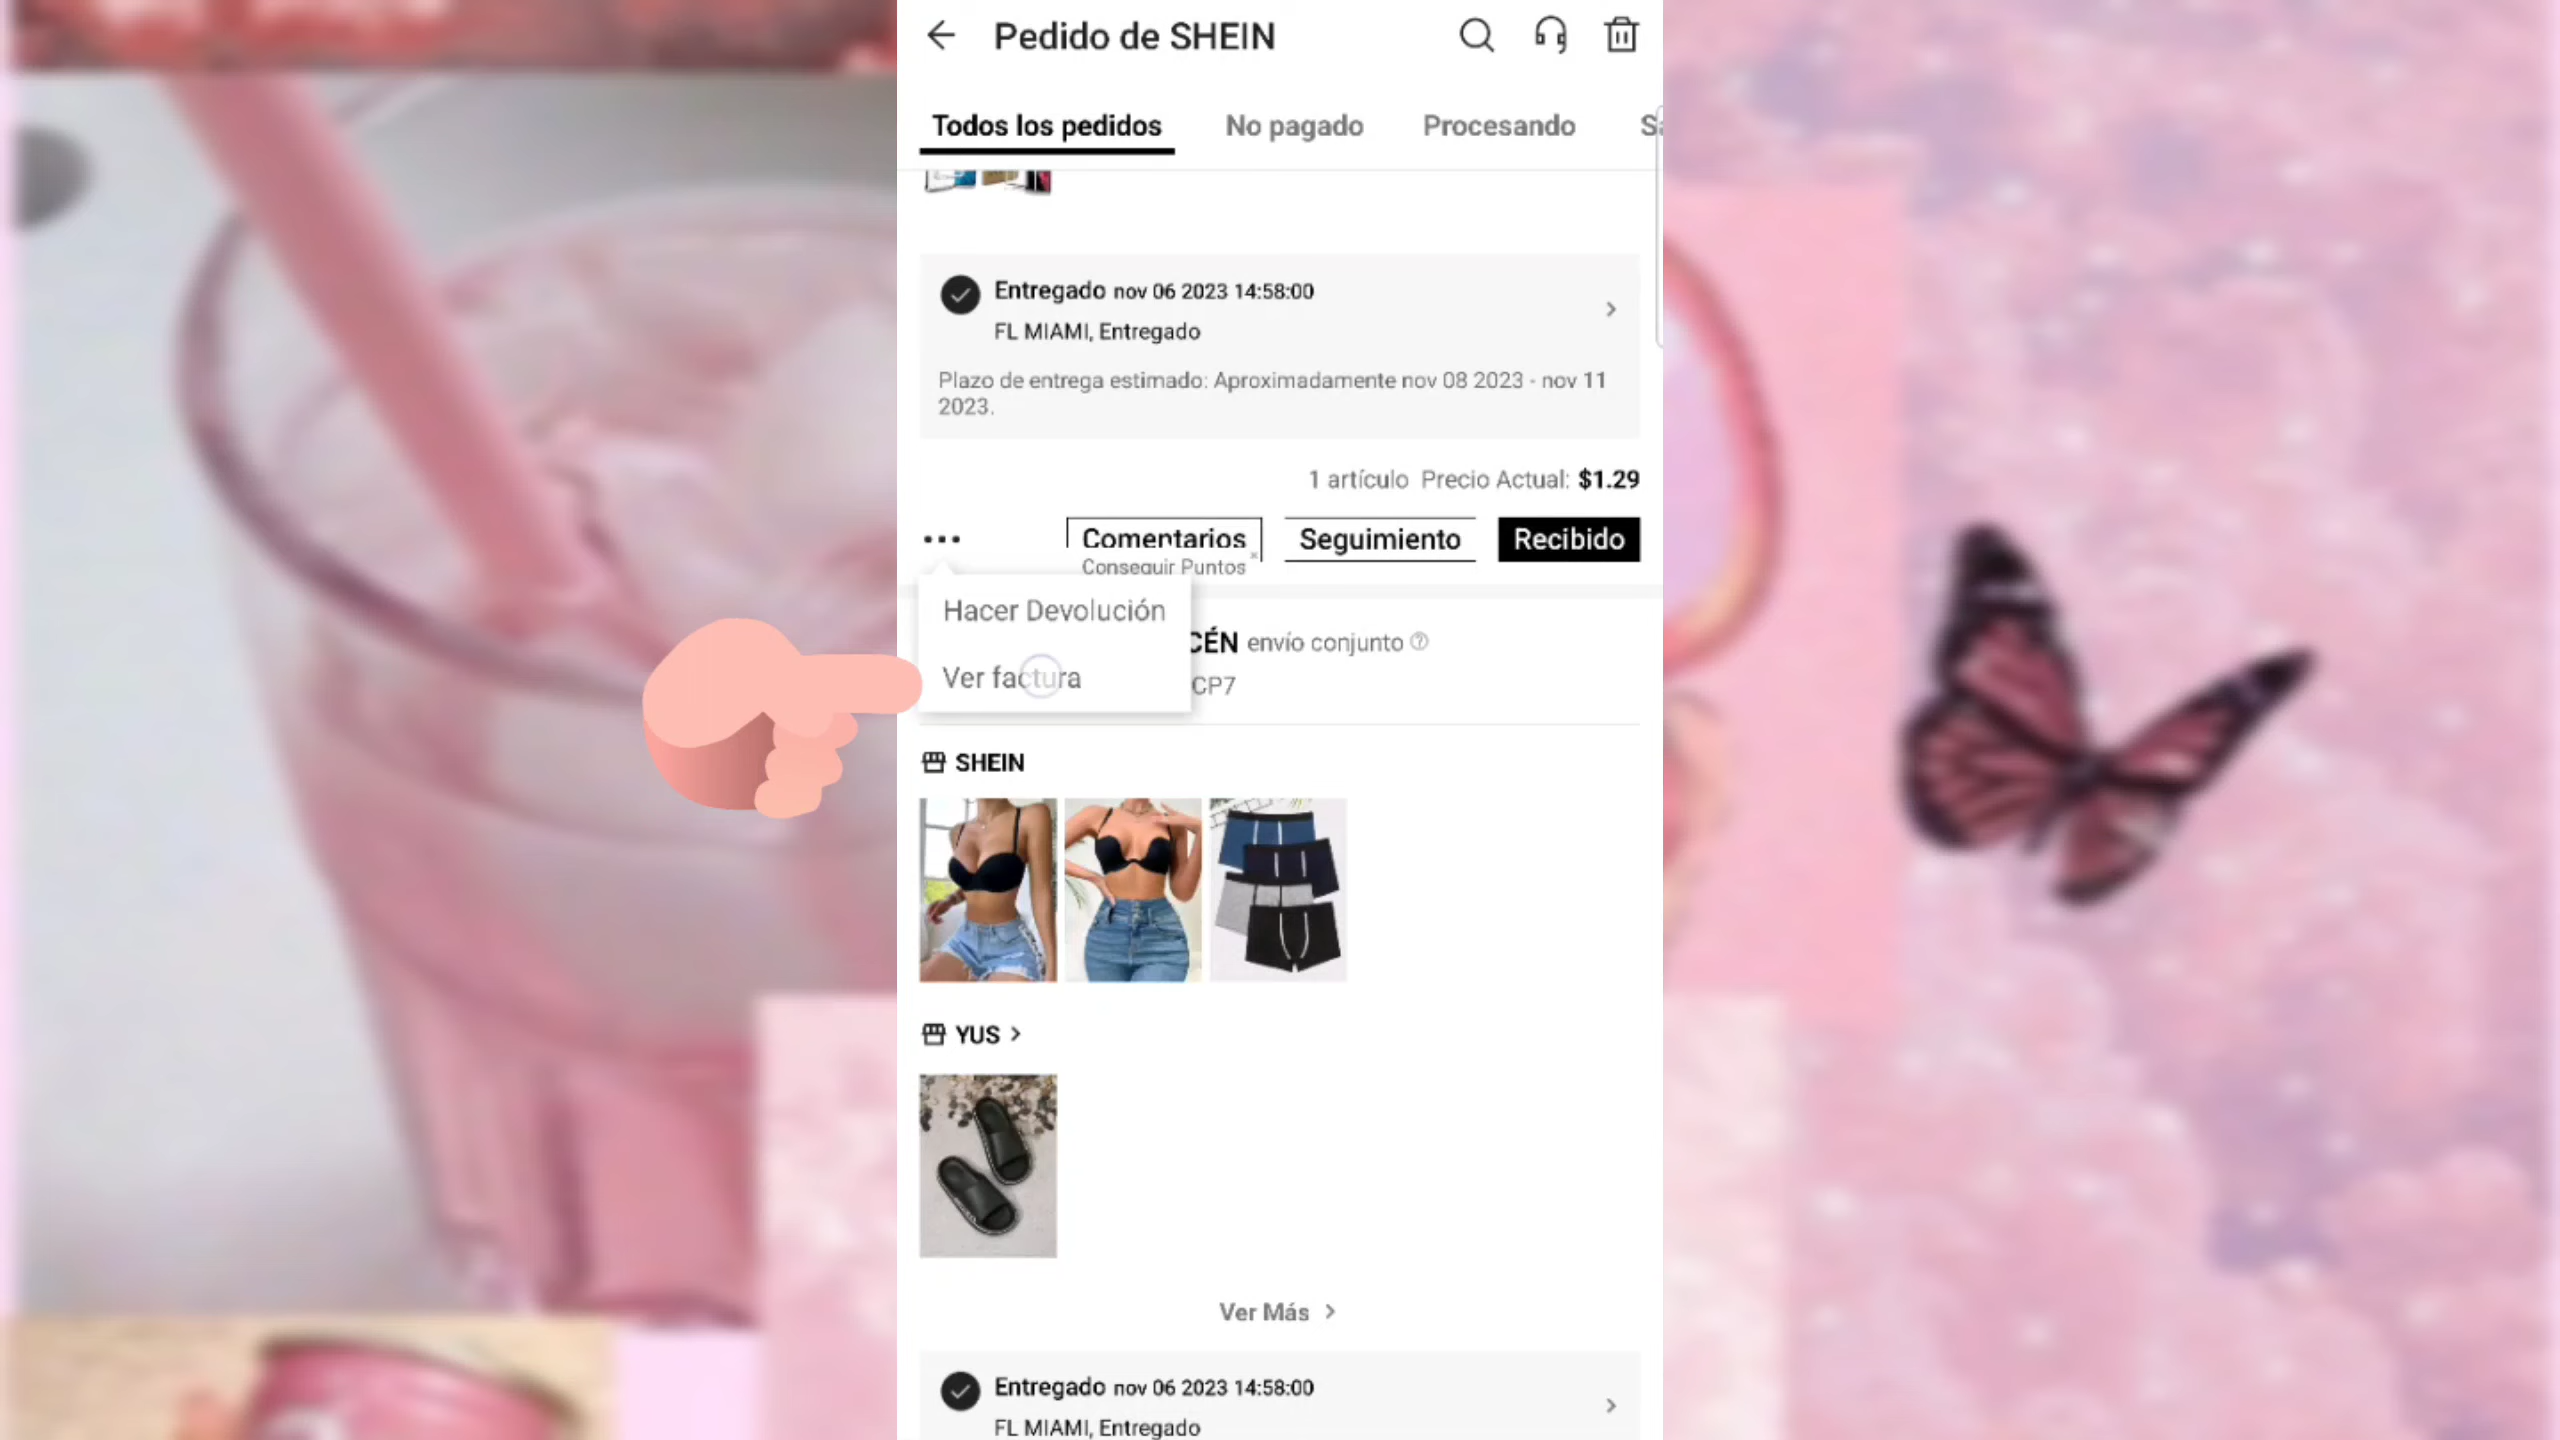 Pedido de SHEIN
Todos los pedidos No pagado Procesando
Entregado nov 06 2023 14:58:00
FL MIAMI, Entregado
Plazo de entrega estimado: Aproximadamente nov 08 2023 - nov 11
2023.
1 artículo Precio Actual: $1.29
Comentarios Seguimiento Recibido
Conseguir Puntos
Hacer Devolución
CÉN envío conjunto
Ver factura
CP7
SHEIN
YUS
Ver Más
Entregado nov 06 2023 14:58:00
FL MIAMI, Entregado